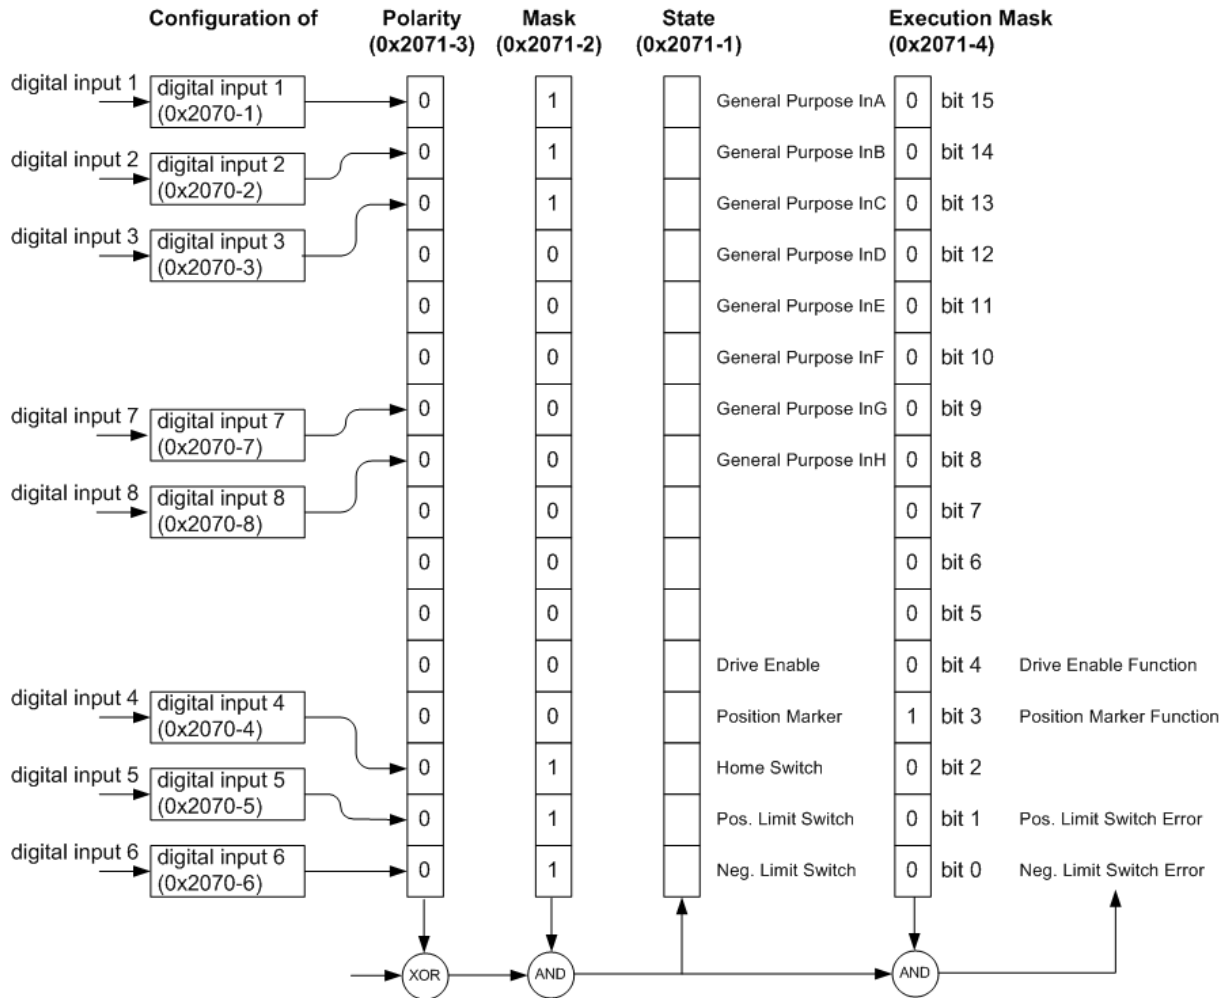 Configuration of Polarity Mask State Execution Mask
(0x2071-3) (0x2071-2) (0x2071-1) (0x2071-4)
digital input 1 digital input 1
(0x2070-1) 0 1 General Purpose InA 0 bit 15
digital input 2 digital input 2
(0x2070-2) 0 1 General Purpose InB 0 bit 14
0 1 General Purpose InC 0 bit 13
digital input 3 digital input 3
(0x2070-3) 0 0 General Purpose InD 0 bit 12
0 0 General Purpose InE 0 bit 11
0 0 General Purpose InF 0 bit 10
digital input 7 digital input 7
(0x2070-7) 0 0 General Purpose InG 0 bit 9
0 0 General Purpose InH 0 bit 8
digital input 8 digital input 8
(0x2070-8) 0 0 0 bit 7
0 0 0 bit 6
0 0 0 bit 5
0 0 Drive Enable 0 bit 4 Drive Enable Function
digital input 4 digital input 4
(0x2070-4) 0 0 Position Marker 1 bit 3 Position Marker Function
0 1 Home Switch 0 bit 2
digital input 5 digital input 5
(0x2070-5) 0 1 Pos. Limit Switch 0 bit 1 Pos. Limit Switch Error
digital input 6 digital input 6
(0x2070-6) 0 1 Neg. Limit Switch 0 bit 0 Neg. Limit Switch Error
XOR AND AND